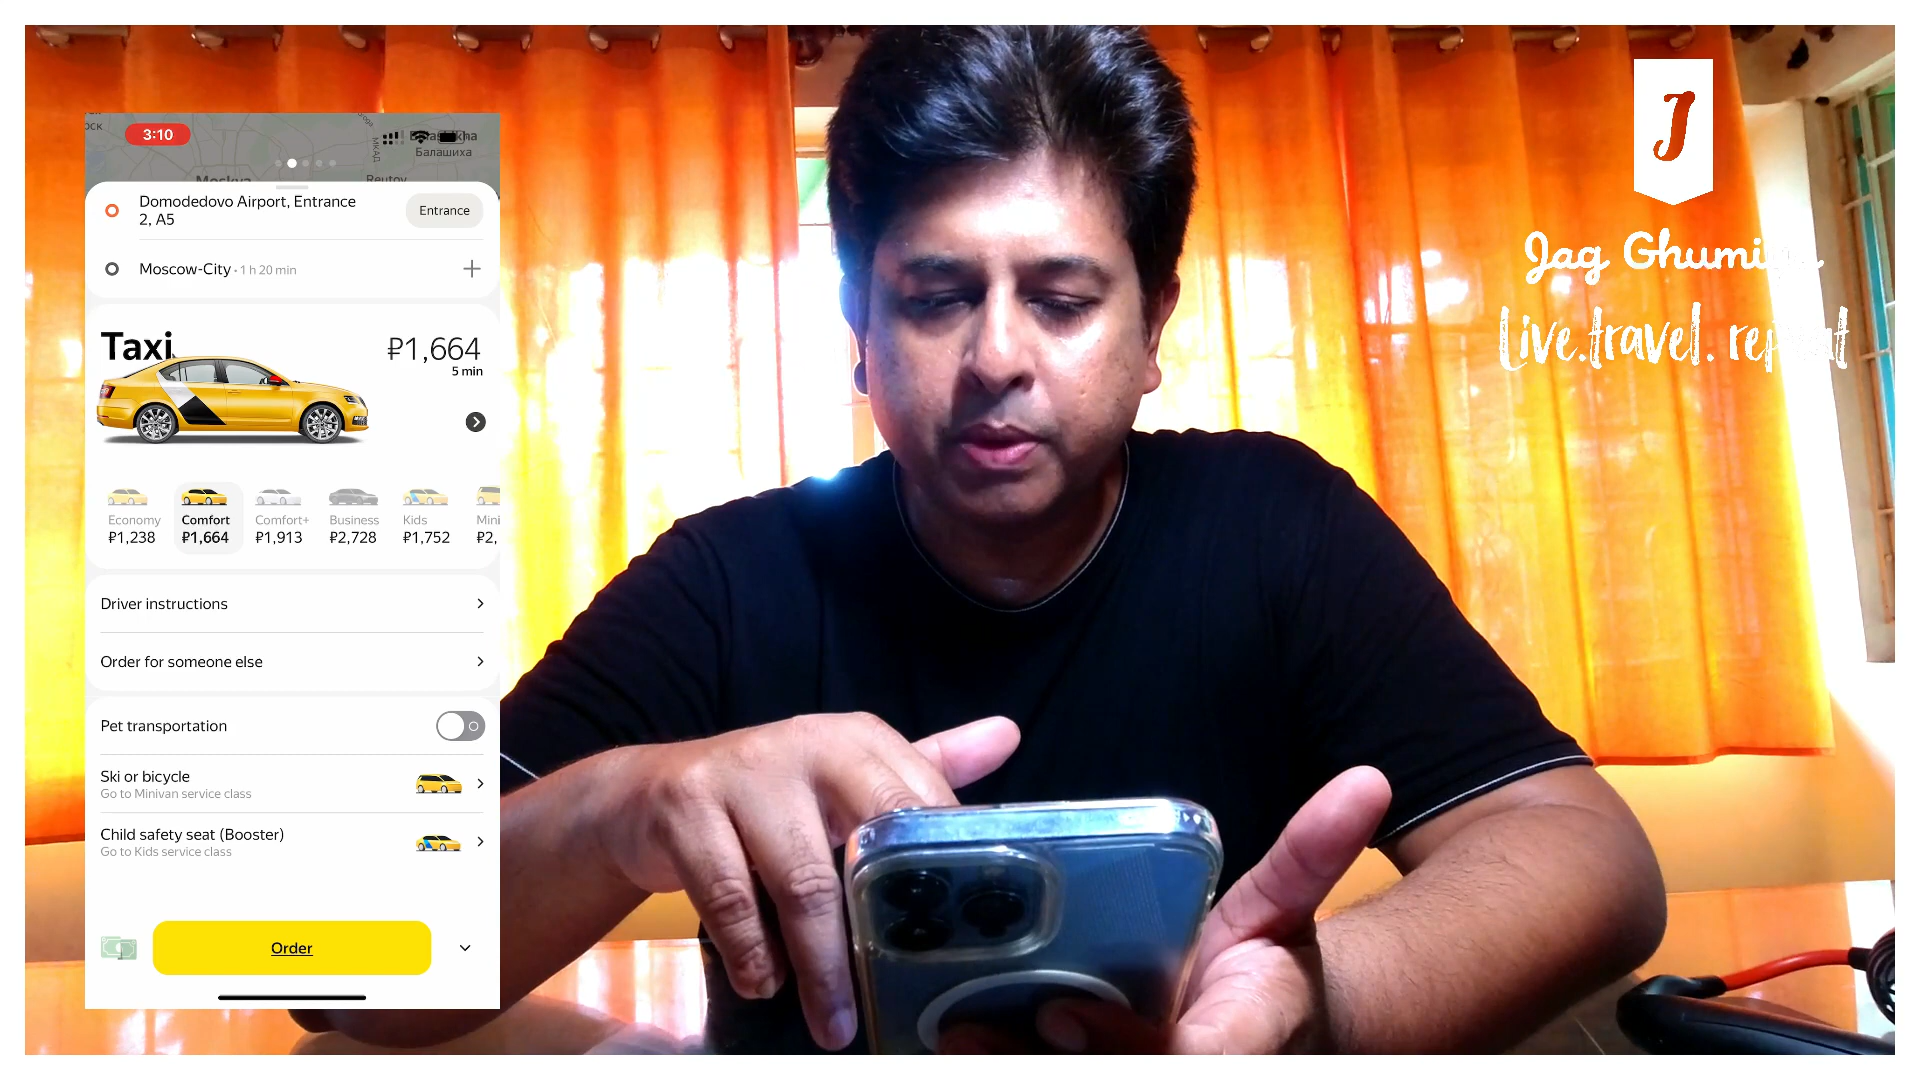 3:10
Балашиха
Domodedovo Airport, Entrance
2, A5
Entrance
Moscow-City • 1 h 20 min
Taxi
₽1,664
5 min
Economy
₽1,238
Comfort
₽1,664
Comfort+
₽1,913
Business
₽2,728
Kids
₽1,752
Mini
₽2,
Driver instructions
Order for someone else
Pet transportation
Ski or bicycle
Go to Minivan service class
Child safety seat (Booster)
Go to Kids service class
Order
J
Jag Ghumi
Live.travel. repeat